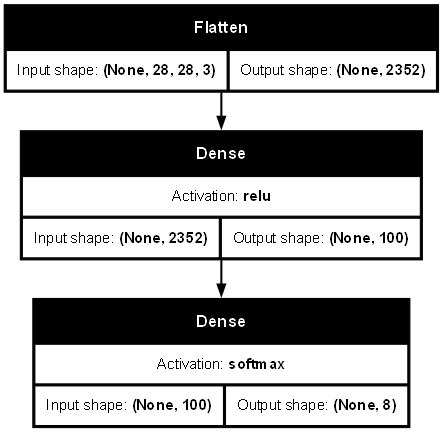 Flatten
Input shape: (None, 28, 28, 3) Output shape: (None, 2352)
Dense
Activation: relu
Input shape: (None, 2352) Output shape: (None, 100)
Dense
Activation: softmax
Input shape: (None, 100) Output shape: (None, 8)